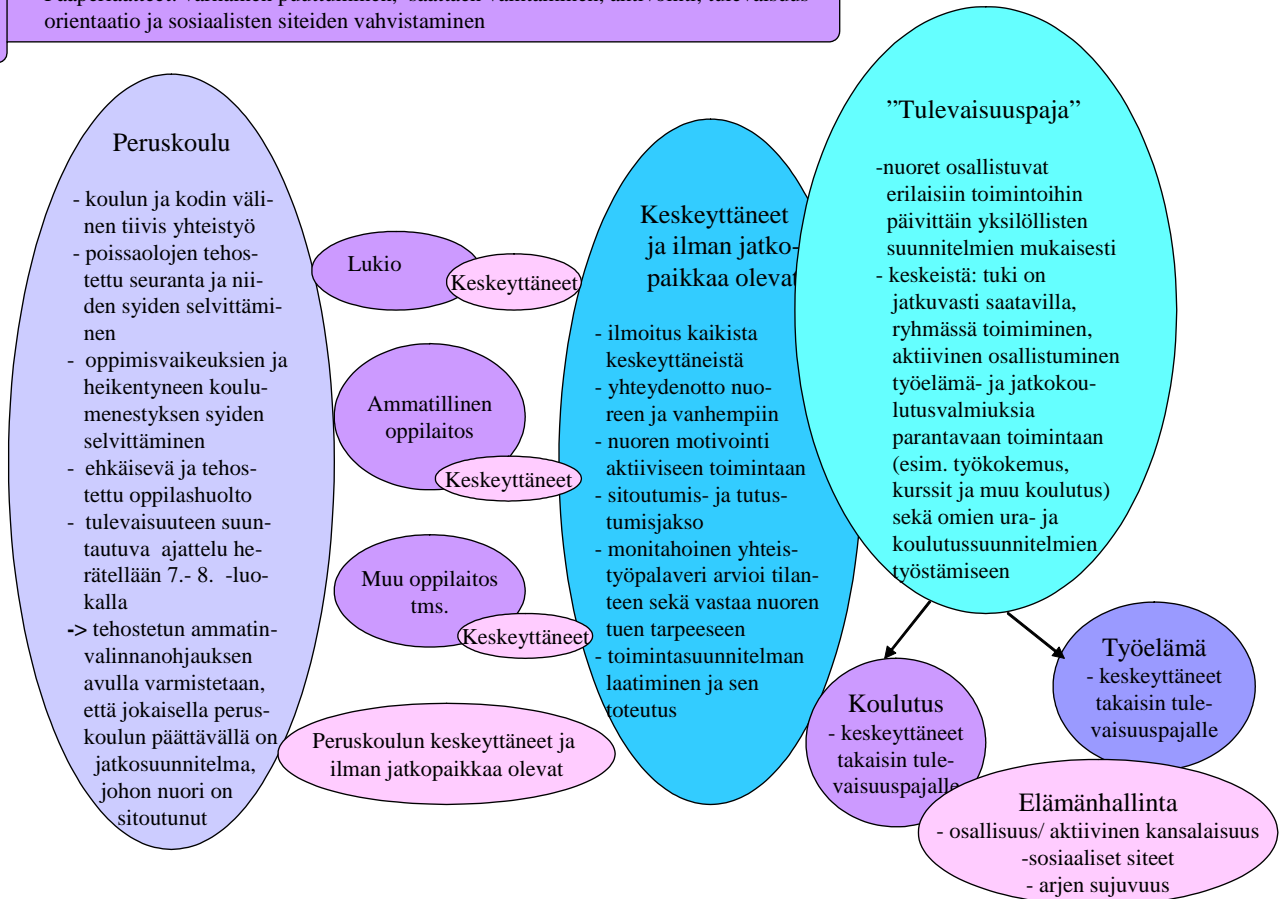 orientaatio ja sosiaalisten siteiden vahvistaminen
Peruskoulu
- koulun ja kodin väli-
nen tiivis yhteistyö
- poissaolojen tehos-
tettu seuranta ja nii-
den syiden selvittämi-
nen
- oppimisvaikeuksien ja
heikentyneen koulu-
menestyksen syiden
selvittäminen
- ehkäisevä ja tehos-
tettu oppilashuolto
- tulevaisuuteen suun-
tautuva ajattelu he-
rätellään 7.- 8. -luo-
kalla
-> tehostetun ammatin-
valinnanohjauksen
avulla varmistetaan,
että jokaisella perus-
koulun päättävällä on
jatkosuunnitelma,
johon nuori on
sitoutunut
Lukio
Keskeyttäneet
Ammatillinen
oppilaitos
Keskeyttäneet
Muu oppilaitos
tms.
Keskeyttäneet
Peruskoulun keskeyttäneet ja
ilman jatkopaikkaa olevat
Keskeyttäneet
ja ilman jatko-
paikkaa olevat
- ilmoitus kaikista
keskeyttäneistä
- yhteydenotto nuo-
reen ja vanhempiin
- nuoren motivointi
aktiiviseen toimintaan
- sitoutumis- ja tutus-
tumisjakso
- monitahoinen yhteis-
työpalaveri arvioi tilan-
teen sekä vastaa nuoren
tuen tarpeeseen
- toimintasuunnitelman
laatiminen ja sen
toteutus
”Tulevaisuuspaja”
-nuoret osallistuvat
erilaisiin toimintoihin
päivittäin yksilöllisten
suunnitelmien mukaisesti
- keskeistä: tuki on
jatkuvasti saatavilla,
ryhmässä toimiminen,
aktiivinen osallistuminen
työelämä- ja jatkokou-
lutusvalmiuksia
parantavaan toimintaan
(esim. työkokemus,
kurssit ja muu koulutus)
sekä omien ura- ja
koulutussuunnitelmien
työstämiseen
Koulutus
- keskeyttäneet
takaisin tule-
vaisuuspajalle
Työelämä
- keskeyttäneet
takaisin tule-
vaisuuspajalle
Elämänhallinta
- osallisuus/ aktiivinen kansalaisuus
-sosiaaliset siteet
- arjen sujuvuus